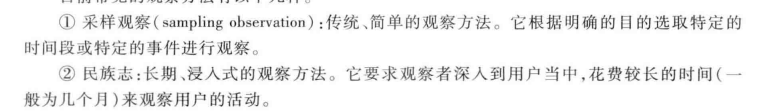 ① 采样观察(sampling observation):传统、简单的观察方法。它根据明确的目的选取特定的
时间段或特定的事件进行观察。
② 民族志:长期、浸入式的观察方法。它要求观察者深入到用户当中,花费较长的时间(一
般为几个月)来观察用户的活动。